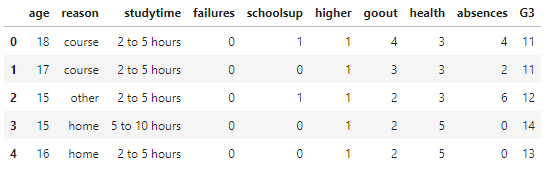 age reason studytime failures schoolsup higher goout health absences G3
0 18 course 2 to 5 hours 0 1 1 4 3 4 11
1 17 course 2 to 5 hours 0 0 1 3 3 2 11
2 15 other 2 to 5 hours 0 1 1 2 3 6 12
3 15 home 5 to 10 hours 0 0 1 2 5 0 14
4 16 home 2 to 5 hours 0 0 1 2 5 0 13